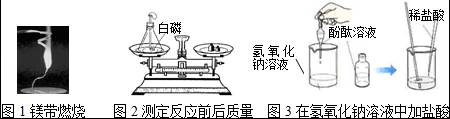 白磷
氢氧化
钠溶液
酚酞溶液
稀盐酸
图1镁带燃烧
图2测定反应前后质量
图3在氢氧化钠溶液中加盐酸